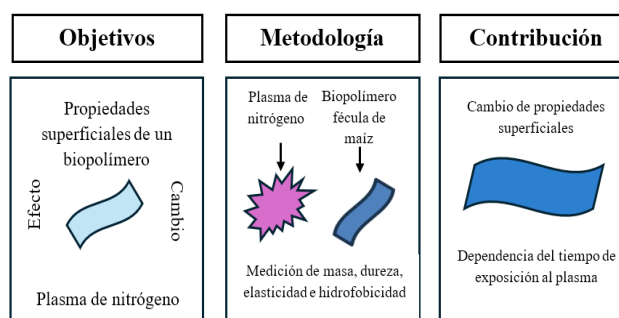 Objetivos
Metodología
Contribución
Propiedades
superficiales de un
biopolímero
Efecto
Cambio
Plasma de nitrógeno
Plasma de
nitrógeno
Biopolímero
fécula de
maíz
Medición de masa, dureza,
elasticidad e hidrofobicidad
Cambio de propiedades
superficiales
Dependencia del tiempo de
exposición al plasma